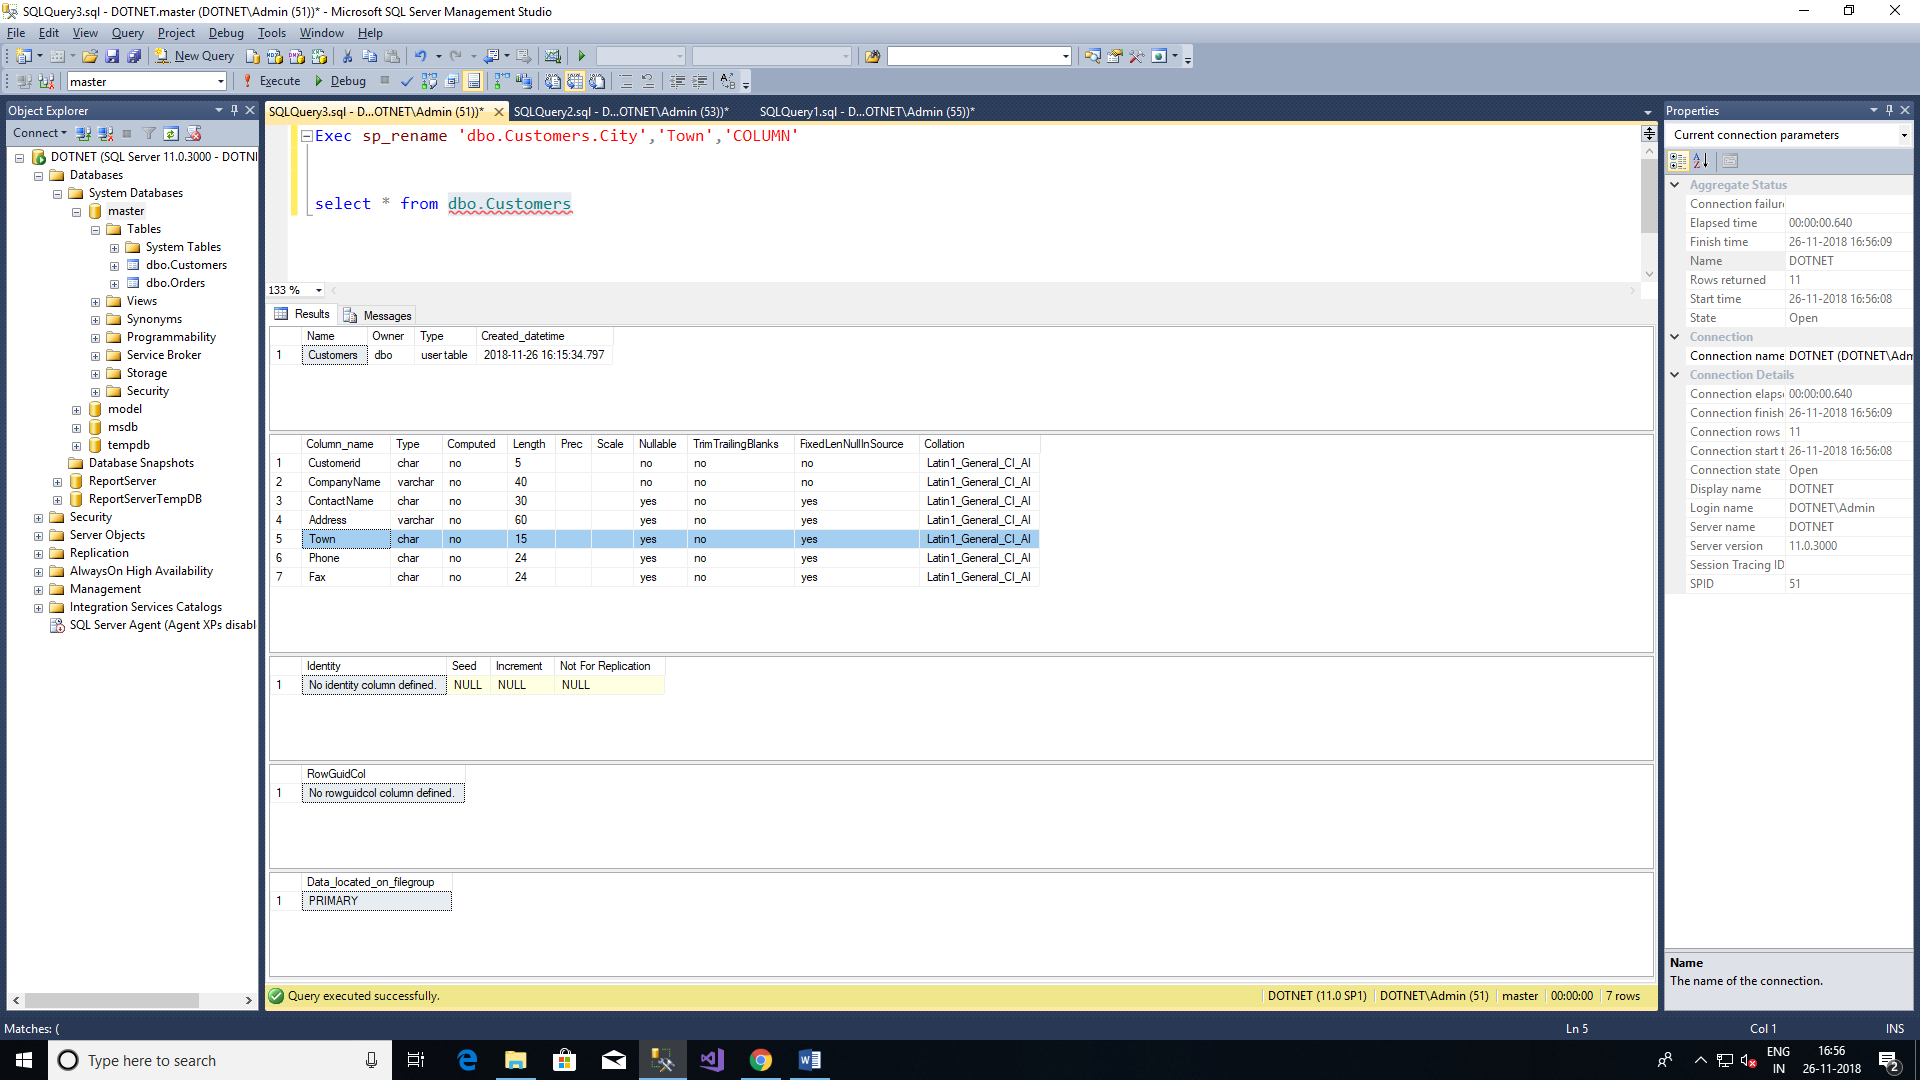 SQLQuery3.sql - DOTNET.master (DOTNET\Admin (51))* - Microsoft SQL Server Management Studio
File Edit View Query Project Debug Tools Window Help
New Query
master Execute Debug
Object Explorer
Connect
DOTNET (SQL Server 11.0.3000 - DOTNI
Databases
System Databases
master
Tables
System Tables
dbo.Customers
dbo.Orders
Views
Synonyms
Programmability
Service Broker
Storage
Security
model
msdb
tempdb
Database Snapshots
ReportServer
ReportServerTempDB
Security
Server Objects
Replication
AlwaysOn High Availability
Management
Integration Services Catalogs
SQL Server Agent (Agent XPs disabl
SQLQuery3.sql - D...OTNET\Admin (51))* SQLQuery2.sql - D...OTNET\Admin (53))* SQLQuery1.sql - D...OTNET\Admin (55))*
Exec sp_rename 'dbo.Customers.City','Town','COLUMN'
select * from dbo.Customers
133 %
Results Messages
Name Owner Type Created_datetime
1 Customers dbo user table 2018-11-26 16:15:34.797
Column_name Type Computed Length Prec Scale Nullable TrimTrailingBlanks FixedLenNullInSource Collation
1 Customerid char no 5 no no no Latin1_General_CI_AI
2 CompanyName varchar no 40 no no no Latin1_General_CI_AI
3 ContactName char no 30 yes no yes Latin1_General_CI_AI
4 Address varchar no 60 yes no yes Latin1_General_CI_AI
5 Town char no 15 yes no yes Latin1_General_CI_AI
6 Phone char no 24 yes no yes Latin1_General_CI_AI
7 Fax char no 24 yes no yes Latin1_General_CI_AI
Identity Seed Increment Not For Replication
1 No identity column defined. NULL NULL NULL
RowGuidCol
1 No rowguidcol column defined.
Data_located_on_filegroup
1 PRIMARY
Query executed successfully. DOTNET (11.0 SP1) DOTNET\Admin (51) master 00:00:00 7 rows
Properties
Current connection parameters
Aggregate Status
Connection failure
Elapsed time 00:00:00.640
Finish time 26-11-2018 16:56:09
Name DOTNET
Rows returned 11
Start time 26-11-2018 16:56:08
State Open
Connection
Connection name DOTNET (DOTNET\Adm
Connection Details
Connection elaps 00:00:00.640
Connection finish 26-11-2018 16:56:09
Connection rows 11
Connection start t 26-11-2018 16:56:08
Connection state Open
Display name DOTNET
Login name DOTNET\Admin
Server name DOTNET
Server version 11.0.3000
Session Tracing ID
SPID 51
Name
The name of the connection.
Matches: ( Ln 5 Col 1 INS
Type here to search
ENG
IN
16:56
26-11-2018
2